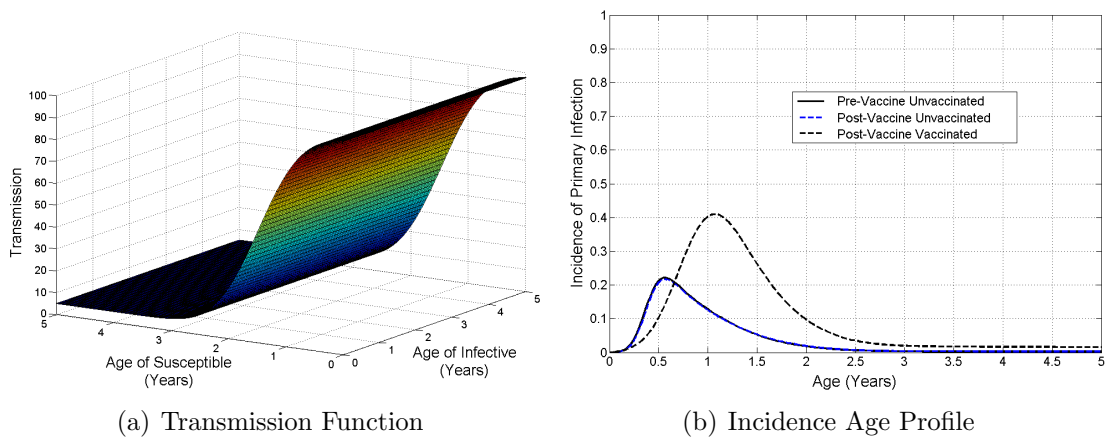 100
90
80
70
60
50
40
30
20
10
0
Transmission
5
4
3
2
1
0
Age of Susceptible
(Years)
0
1
2
3
4
5
Age of Infective
(Years)
(a) Transmission Function
1
0.9
0.8
0.7
0.6
0.5
0.4
0.3
0.2
0.1
0
Incidence of Primary Infection
Pre-Vaccine Unvaccinated
Post-Vaccine Unvaccinated
Post-Vaccine Vaccinated
0 0.5 1 1.5 2 2.5 3 3.5 4 4.5 5
Age (Years)
(b) Incidence Age Profile